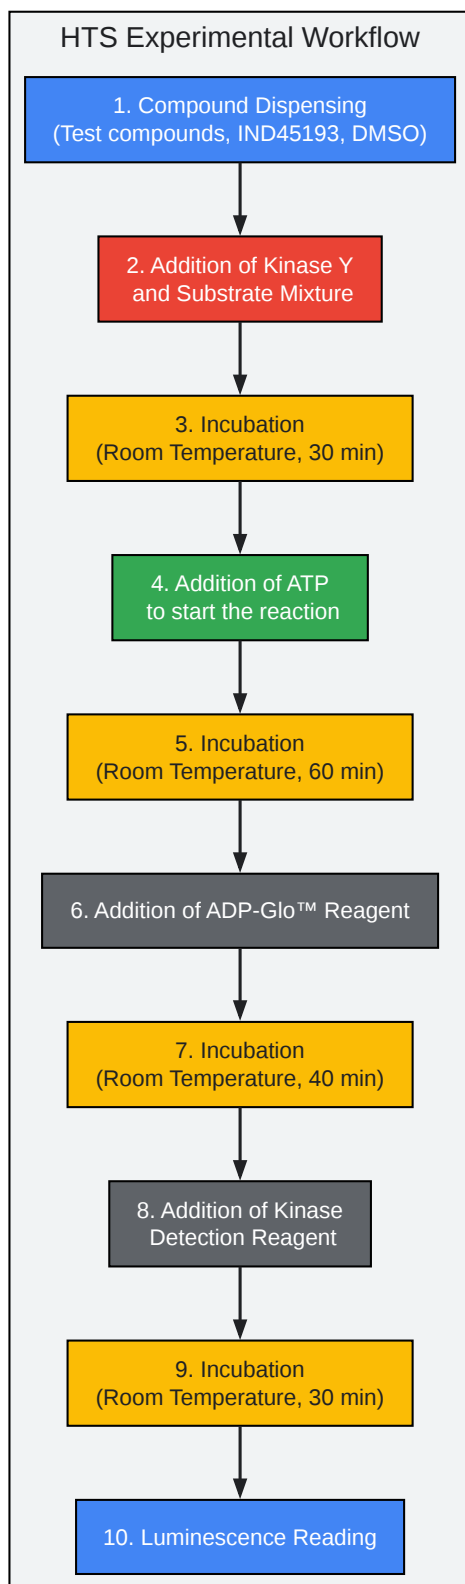 HTS Experimental Workflow
1. Compound Dispensing
(Test compounds, IND45193, DMSO)
2. Addition of Kinase Y
and Substrate Mixture
3. Incubation
(Room Temperature, 30 min)
4. Addition of ATP
to start the reaction
5. Incubation
(Room Temperature, 60 min)
6. Addition of ADP-Glo™ Reagent
7. Incubation
(Room Temperature, 40 min)
8. Addition of Kinase
Detection Reagent
9. Incubation
(Room Temperature, 30 min)
10. Luminescence Reading